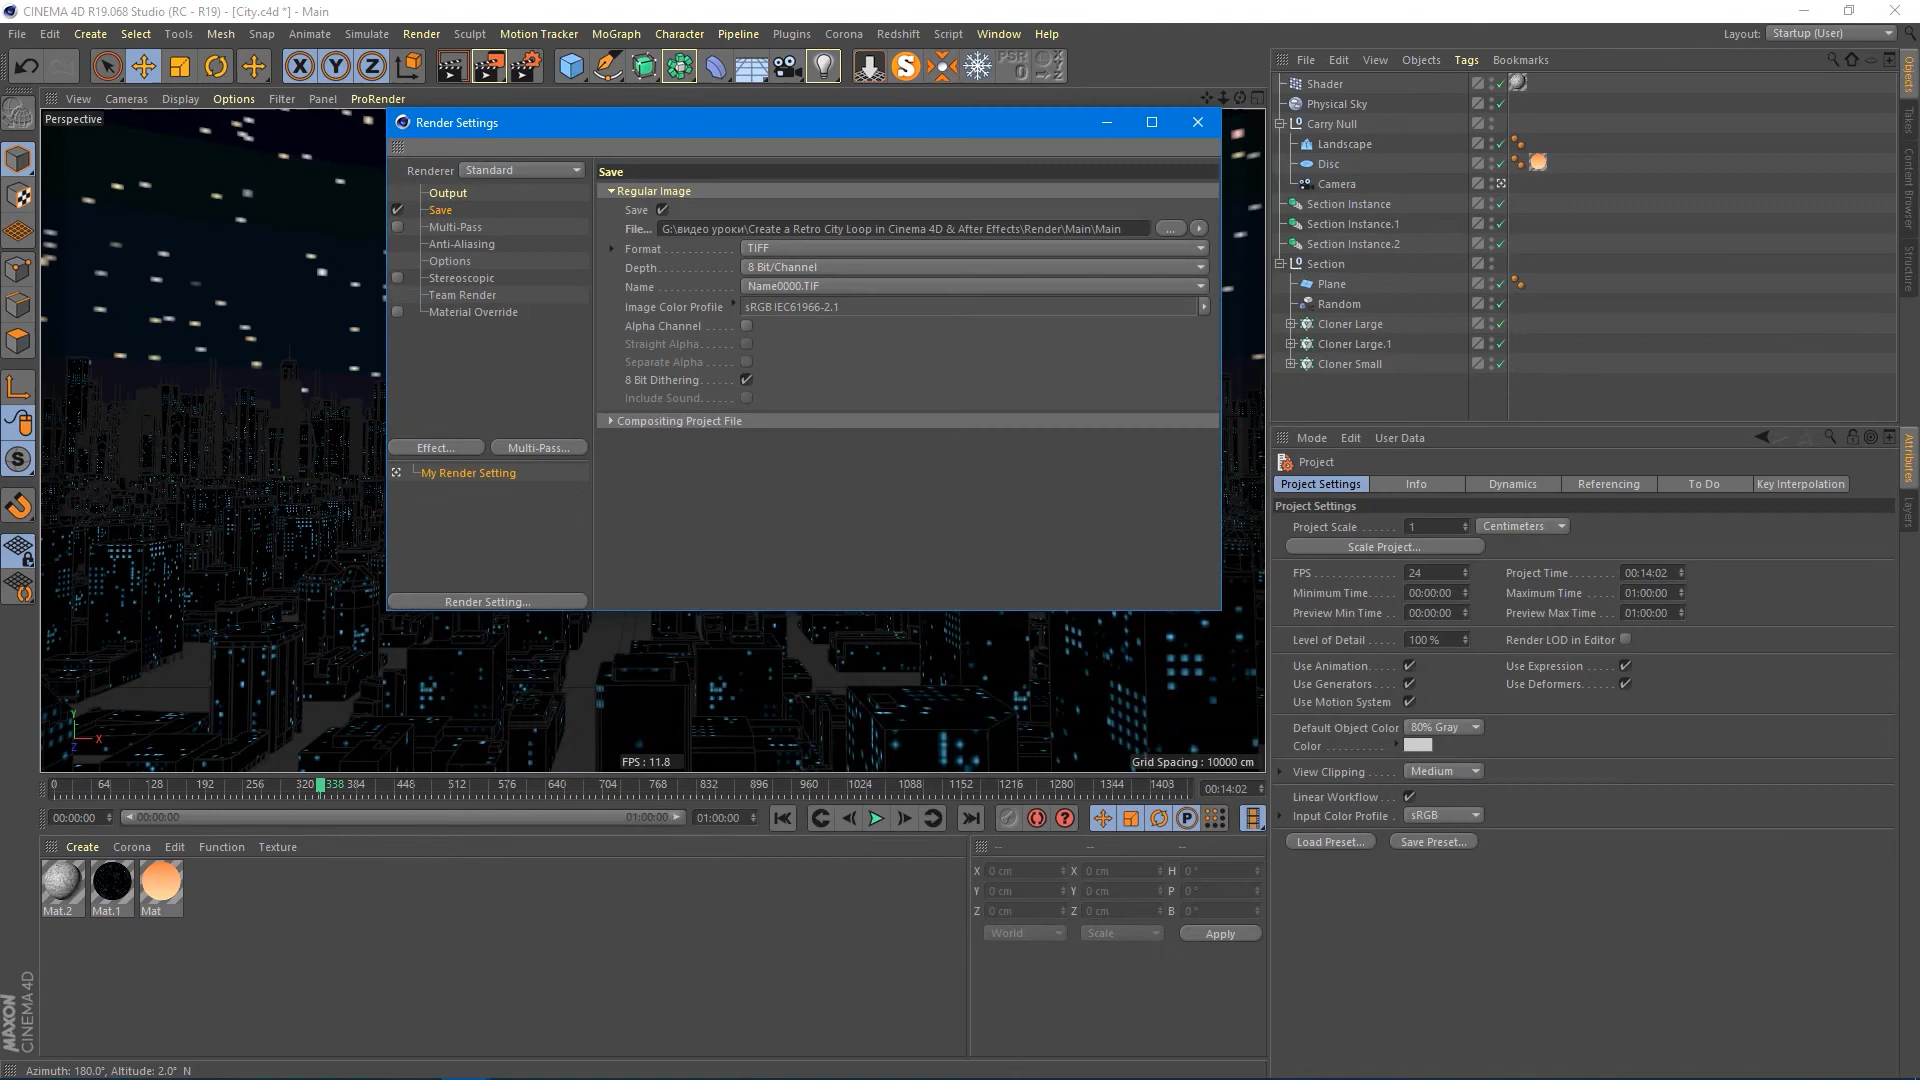 CINEMA 4D R19.068 Studio (RC - R19) - [City.c4d *] - Main
File Edit Create Select Tools Mesh Snap Animate Simulate Render Sculpt Motion Tracker MoGraph Character Pipeline Plugins Corona Redshift Script Window Help
Layout: Startup (User)
X Y Z
PSR
0
View Cameras Display Options Filter Panel ProRender
Perspective
Render Settings
Renderer Standard
Output
Save
Multi-Pass
Anti-Aliasing
Options
Stereoscopic
Team Render
Material Override
Effect... Multi-Pass...
My Render Setting
Render Setting...
Save
Regular Image
Save
File... G:\видео уроки\Create a Retro City Loop in Cinema 4D & After Effects\Render\Main\Main ...
Format TIFF
Depth 8 Bit/Channel
Name Name0000.TIF
Image Color Profile sRGB IEC61966-2.1
Alpha Channel
Straight Alpha
Separate Alpha
8 Bit Dithering
Include Sound
Compositing Project File
Y
X
Z
FPS : 11.8
Grid Spacing : 10000 cm
0 64 128 192 256 320 338 384 448 512 576 640 704 768 832 896 960 1024 1088 1152 1216 1280 1344 1403 00:14:02
00:00:00 00:00:00 01:00:00 01:00:00
Create Corona Edit Function Texture
Mat.2 Mat.1 Mat
-- -- --
X 0 cm X 0 cm H 0 °
Y 0 cm Y 0 cm P 0 °
Z 0 cm Z 0 cm B 0 °
World Scale Apply
MAXON
CINEMA 4D
Azimuth: 180.0°, Altitude: 2.0° N
File Edit View Objects Tags Bookmarks
Shader
Physical Sky
Carry Null
Landscape
Disc
Camera
Section Instance
Section Instance.1
Section Instance.2
Section
Plane
Random
Cloner Large
Cloner Large.1
Cloner Small
Objects
Takes
Content Browser
Structure
Mode Edit User Data
Project
Project Settings Info Dynamics Referencing To Do Key Interpolation
Project Settings
Project Scale 1 Centimeters
Scale Project...
FPS 24 Project Time 00:14:02
Minimum Time 00:00:00 Maximum Time 01:00:00
Preview Min Time 00:00:00 Preview Max Time 01:00:00
Level of Detail 100 % Render LOD in Editor
Use Animation Use Expression
Use Generators Use Deformers
Use Motion System
Default Object Color 80% Gray
Color
View Clipping Medium
Linear Workflow
Input Color Profile sRGB
Load Preset... Save Preset...
Attributes
Layers